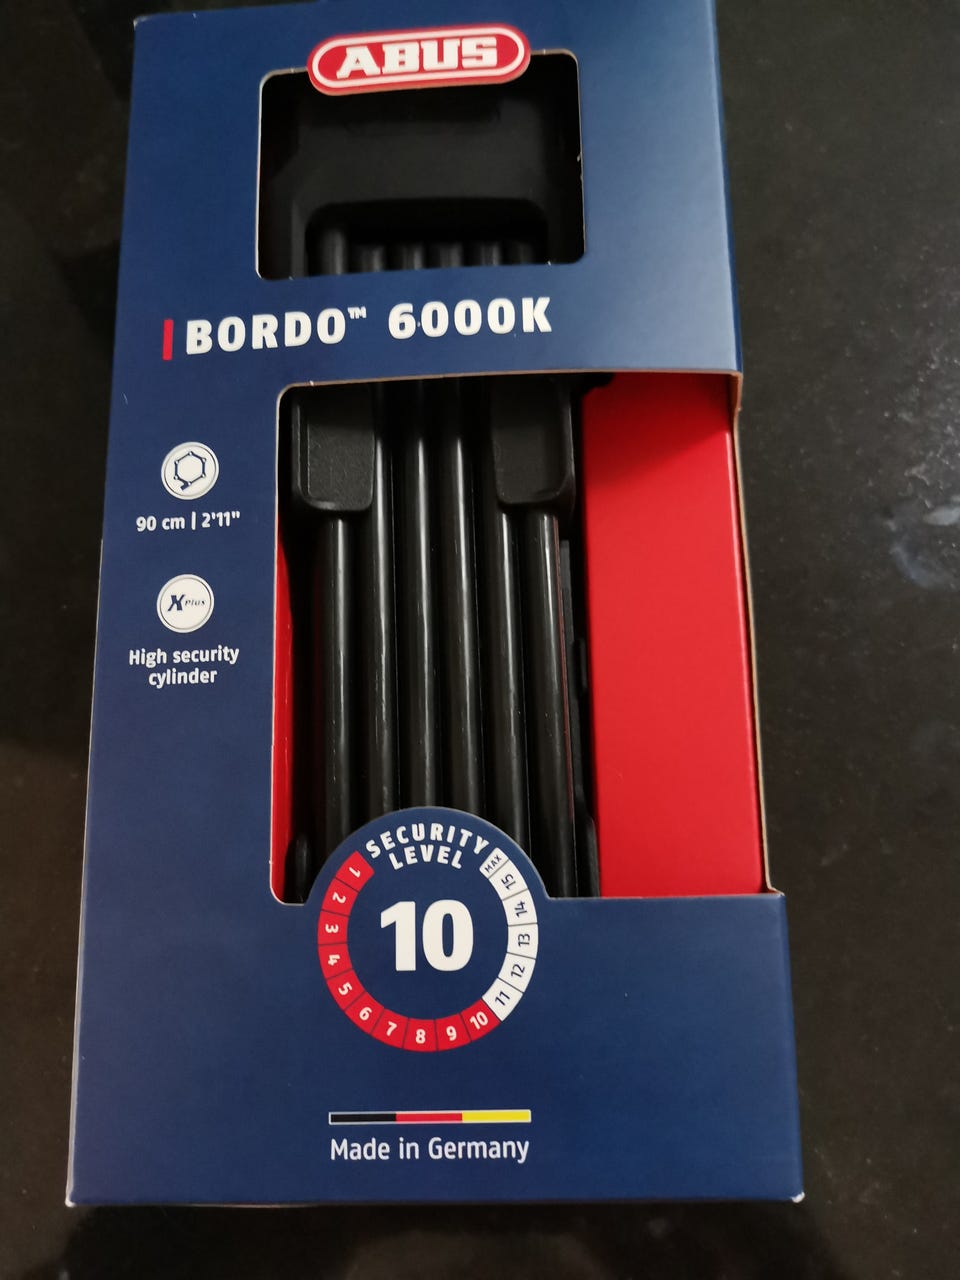 ABUS
BORDO™ 6000K
90 cm | 2'11"
XPlus
High security
cylinder
SECURITY
LEVEL
1
2
3
4
5
6
7
8
9
10
11
12
13
14
15
MAX
10
Made in Germany